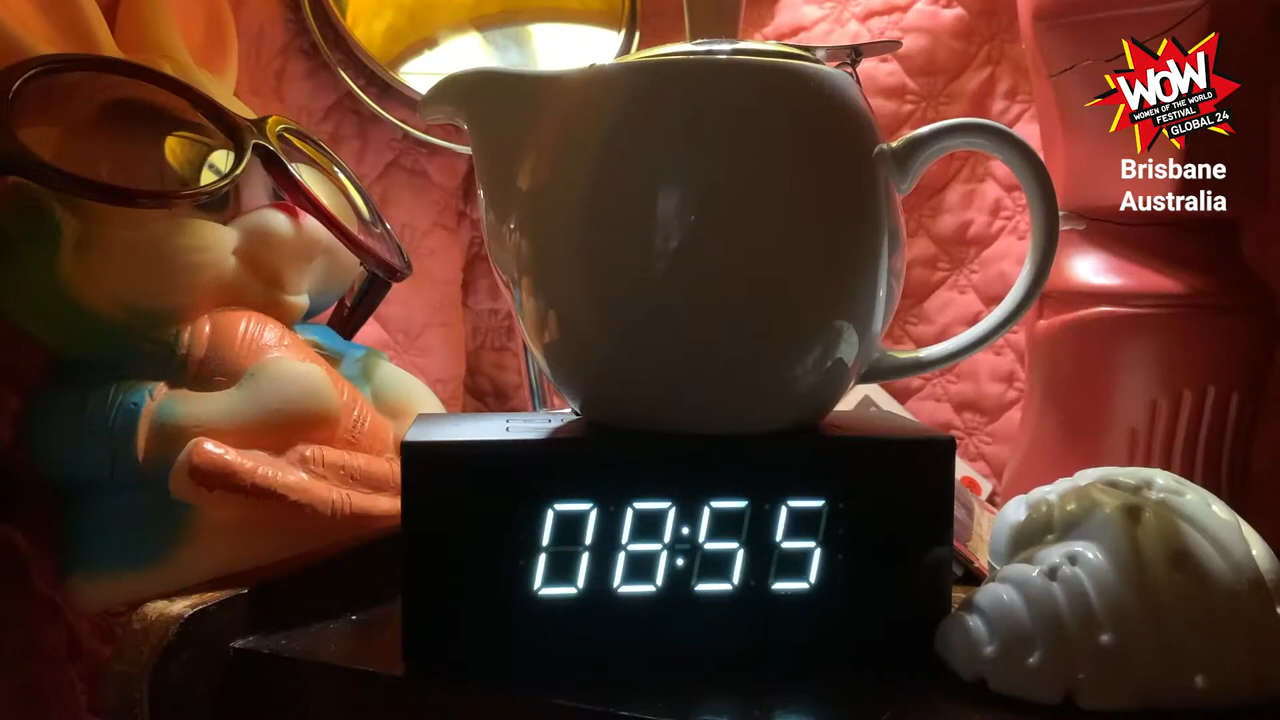 WOW
WOMEN OF THE WORLD
FESTIVAL
GLOBAL 24
Brisbane
Australia
08:55